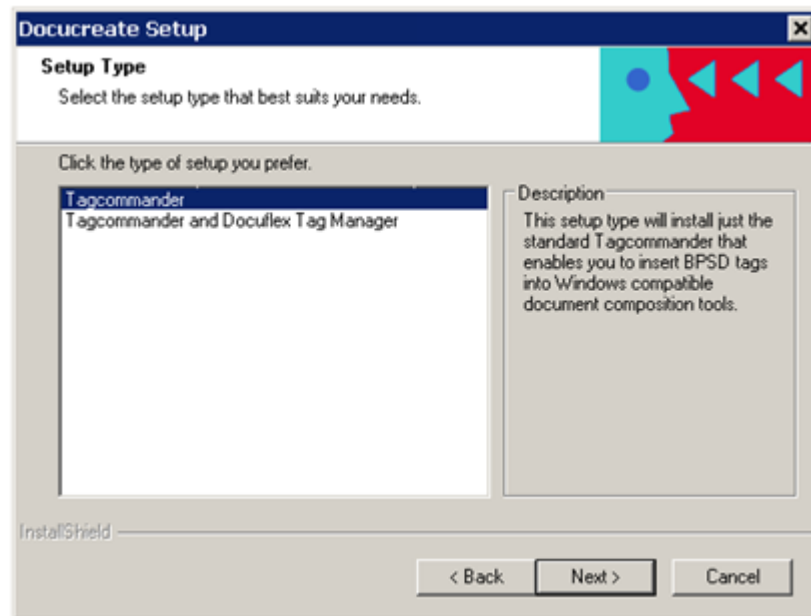 Docucreate Setup
Setup Type
Select the setup type that best suits your needs.
Click the type of setup you prefer.
Tagcommander
Tagcommander and Docuflex Tag Manager
Description
This setup type will install just the
standard Tagcommander that
enables you to insert BPSD tags
into Windows compatible
document composition tools.
InstallShield
< Back
Next >
Cancel